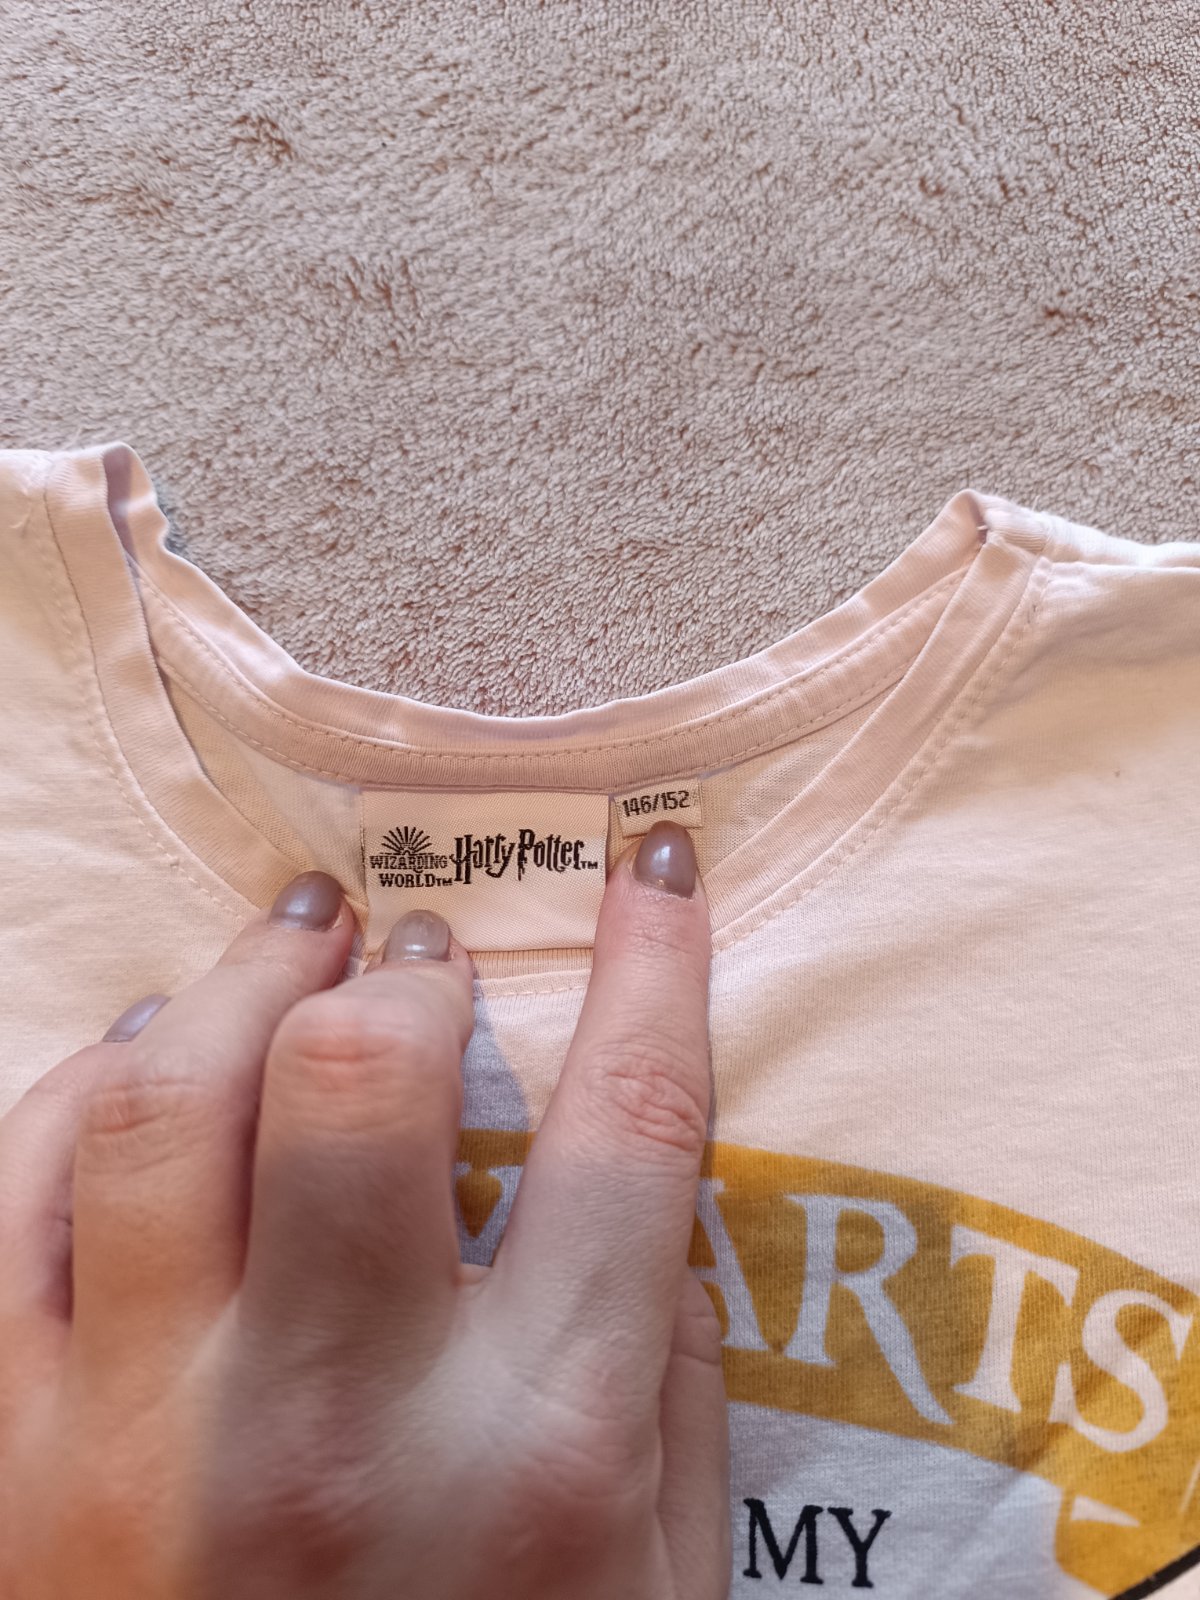 WIZARDING
WORLD™
Harry Potter™
146/152
ARTS
MY